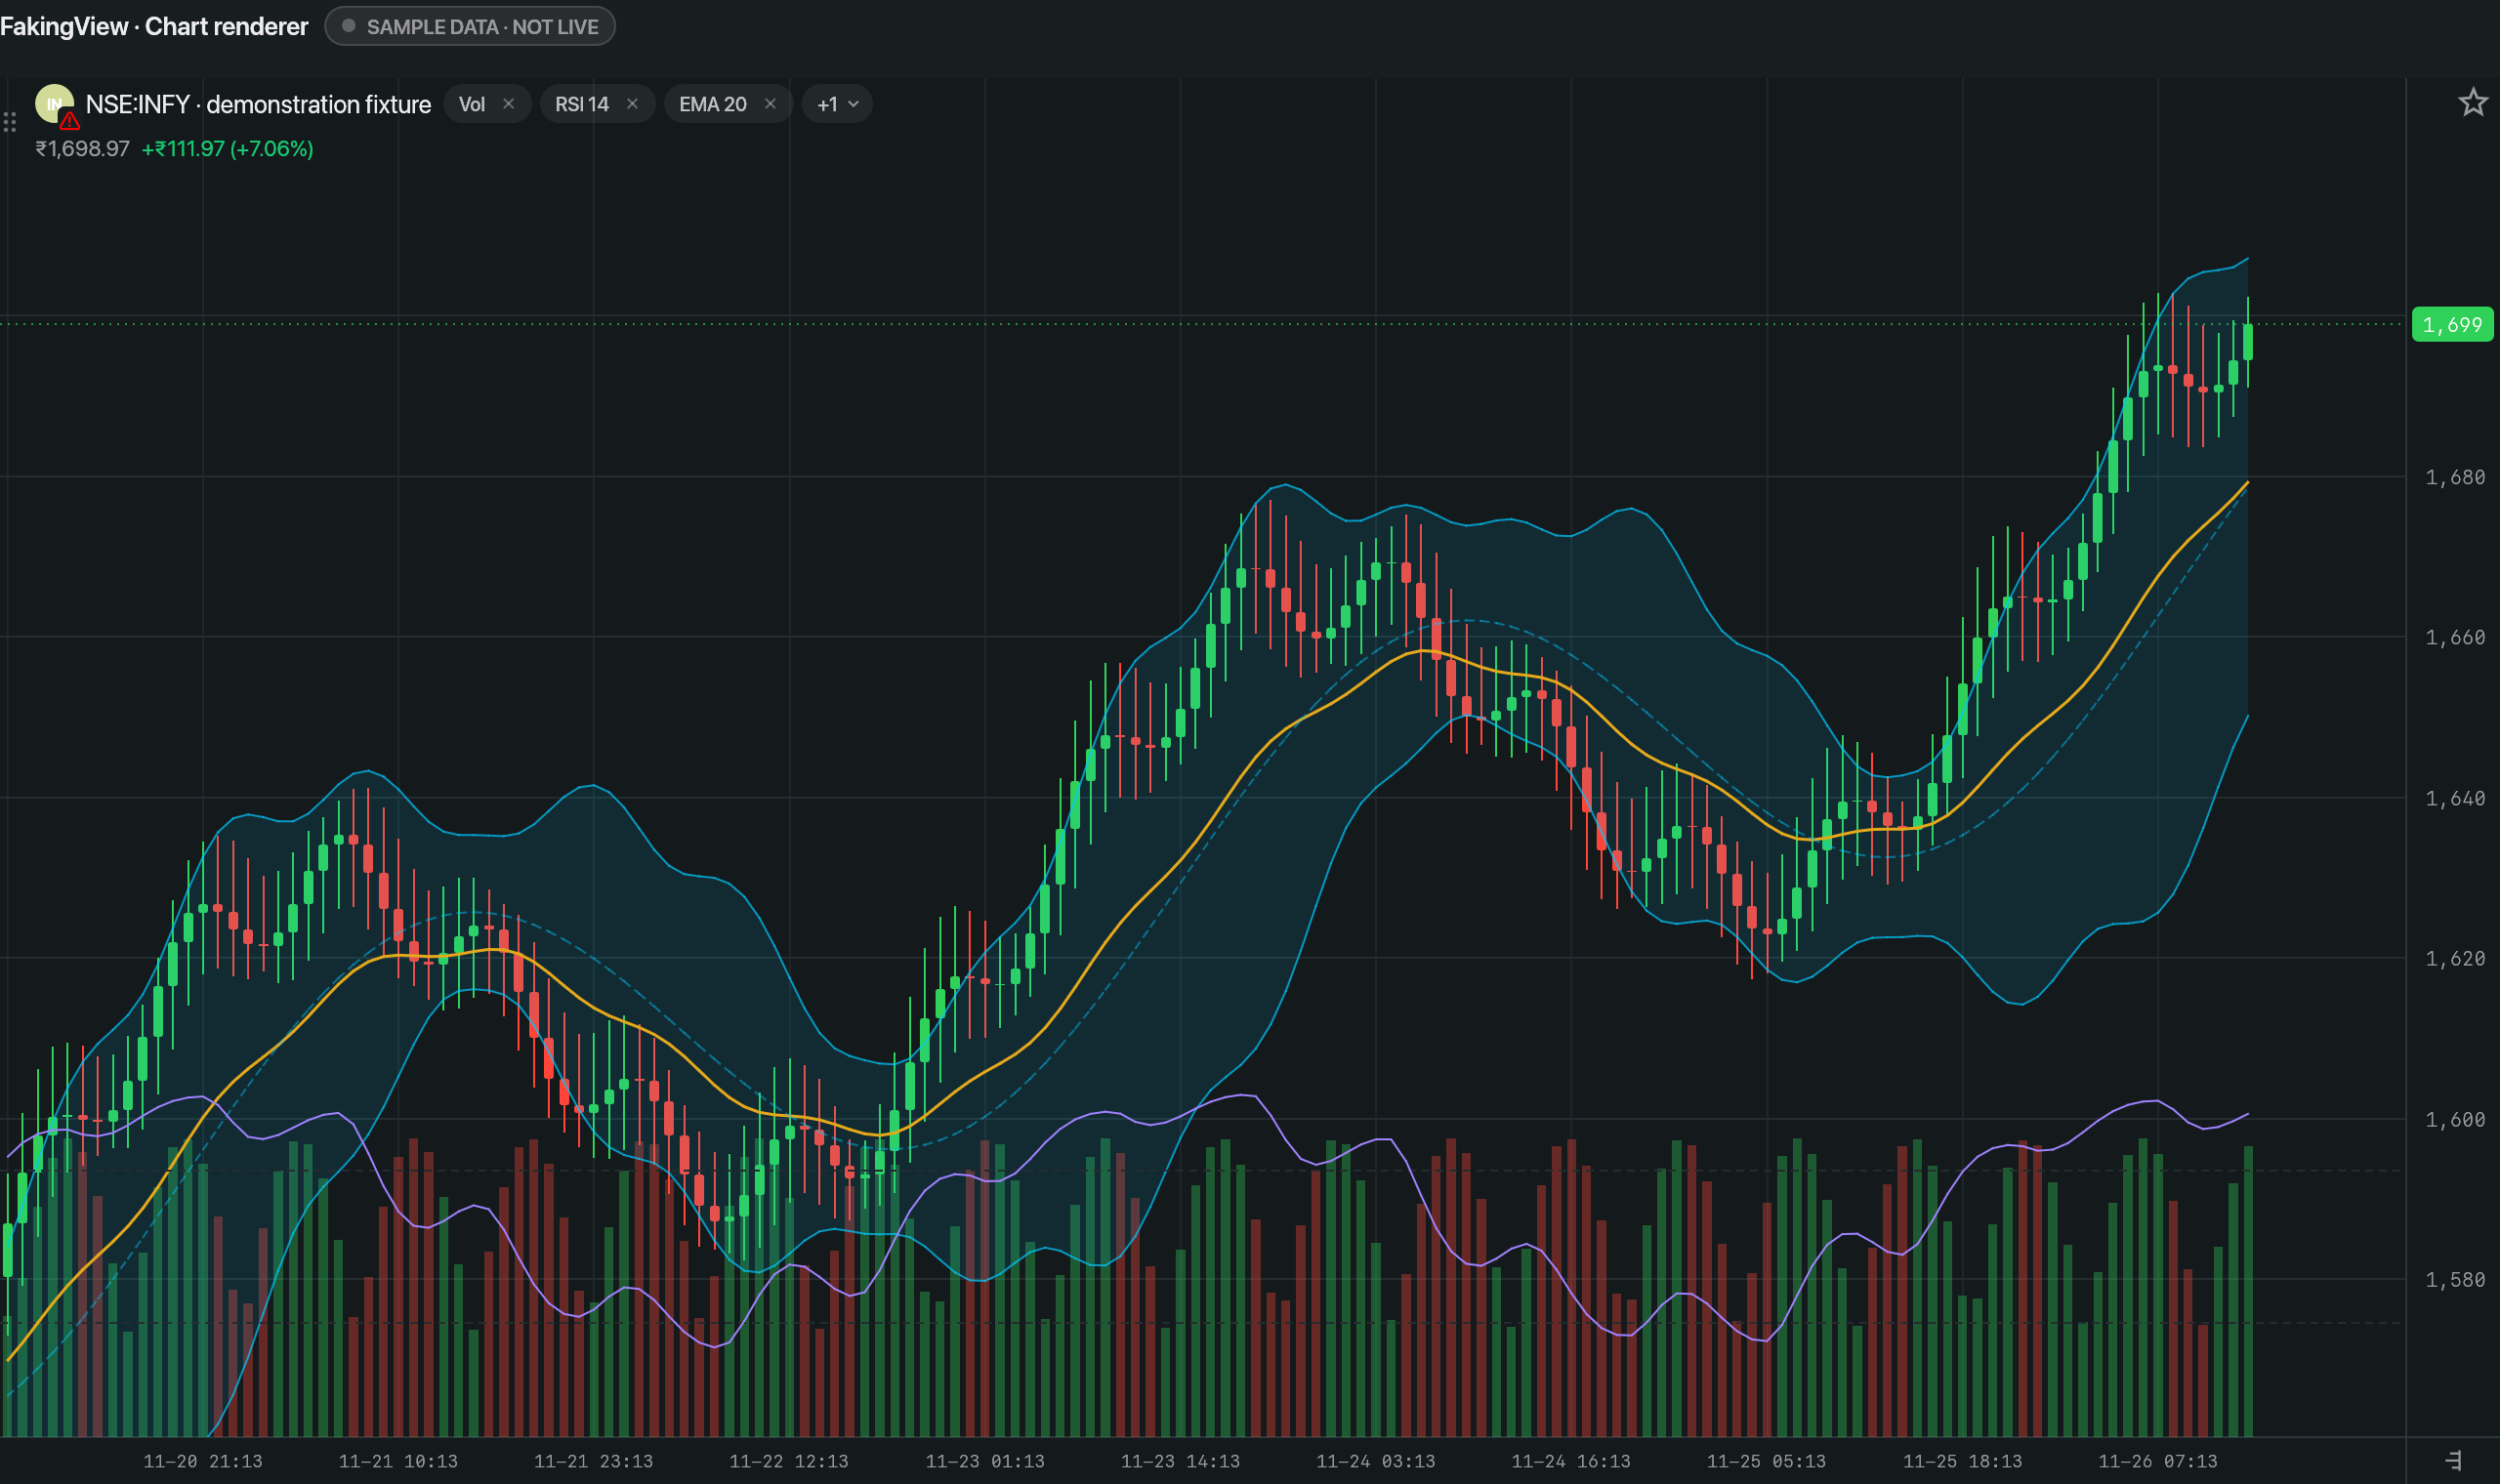 FakingView · Chart renderer
SAMPLE DATA · NOT LIVE
IN
NSE:INFY · demonstration fixture
Vol ×
RSI 14 ×
EMA 20 ×
+1
₹1,698.97 +₹111.97 (+7.06%)
1,699
1,680
1,660
1,640
1,620
1,600
1,580
11-20 21:13
11-21 10:13
11-21 23:13
11-22 12:13
11-23 01:13
11-23 14:13
11-24 03:13
11-24 16:13
11-25 05:13
11-25 18:13
11-26 07:13